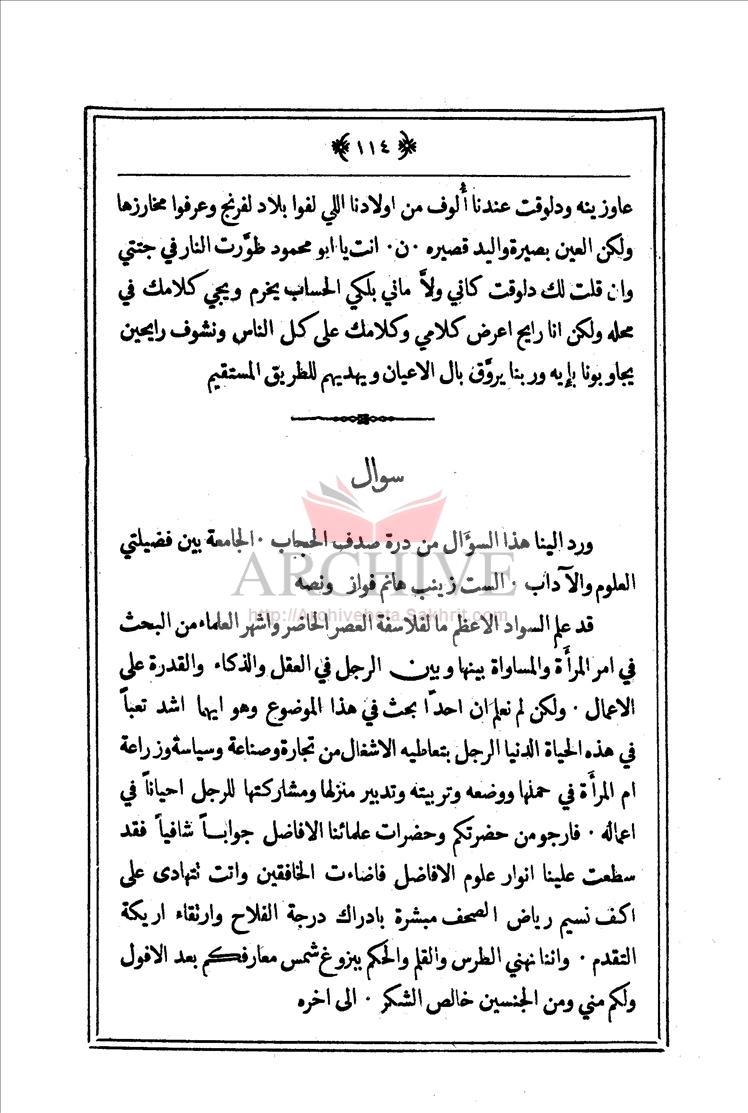 ﴿ ١١٤ ﴾
عاوزينه ودلوقت عندنا أُلوف من اولادنا اللي لفوا بلاد لفرنج وعرفوا مخارزها
ولكن العين بصيرة واليد قصيره ٠ن٠ انت يا ابو محمود طوَّرت النار في جنتي
وان قلت لك دلوقت كاني ولاَّ ماني بلكي الحساب يخرم ويجي كلامك في
محله ولكن انا رايح اعرض كلامي وكلامك على كل الناس ونشوف رايحين
يجاوبونا بإيه وربنا يروَّق بال الاعيان ويهديهم للطريق المستقيم
سوال
ورد الينا هذا السؤَال من درة صدف الحجاب ٠ الجامعة بين فضيلتي
العلوم والآداب ٠ الست زينب هانم فواز ونصه
ARCHIVE
http://Archivebeta.Sakhrit.com
قد علم السواد الاعظم ما لفلاسفة العصر الحاضر واشهر العلماء من البحث
في امر المرأَة والمساواة بينها وبين الرجل في العقل والذكاء والقدرة على
الاعمال ٠ ولكن لم نعلم ان احداً بحث في هذا الموضوع وهو ايهما اشد تعباً
في هذه الحياة الدنيا الرجل بتعاطيه الاشغال من تجارة وصناعة وسياسة وزراعة
ام المرأَة في حملها ووضعه وتربيته وتدبير منزلها ومشاركتها للرجل احياناً في
اعماله ٠ فارجو من حضرتكم وحضرات علمائنا الافاضل جواباً شافياً فقد
سطعت علينا انوار علوم الافاضل فاضاءت الخافقين واتت تتهادى على
اكف نسيم رياض الصحف مبشرة بادراك درجة الفلاح وارتقاء اريكة
التقدم ٠ واننا نهني الطرس والقلم والحكم ببزوغ شمس معارفكم بعد الافول
ولكم مني ومن الجنسين خالص الشكر ٠ الى اخره